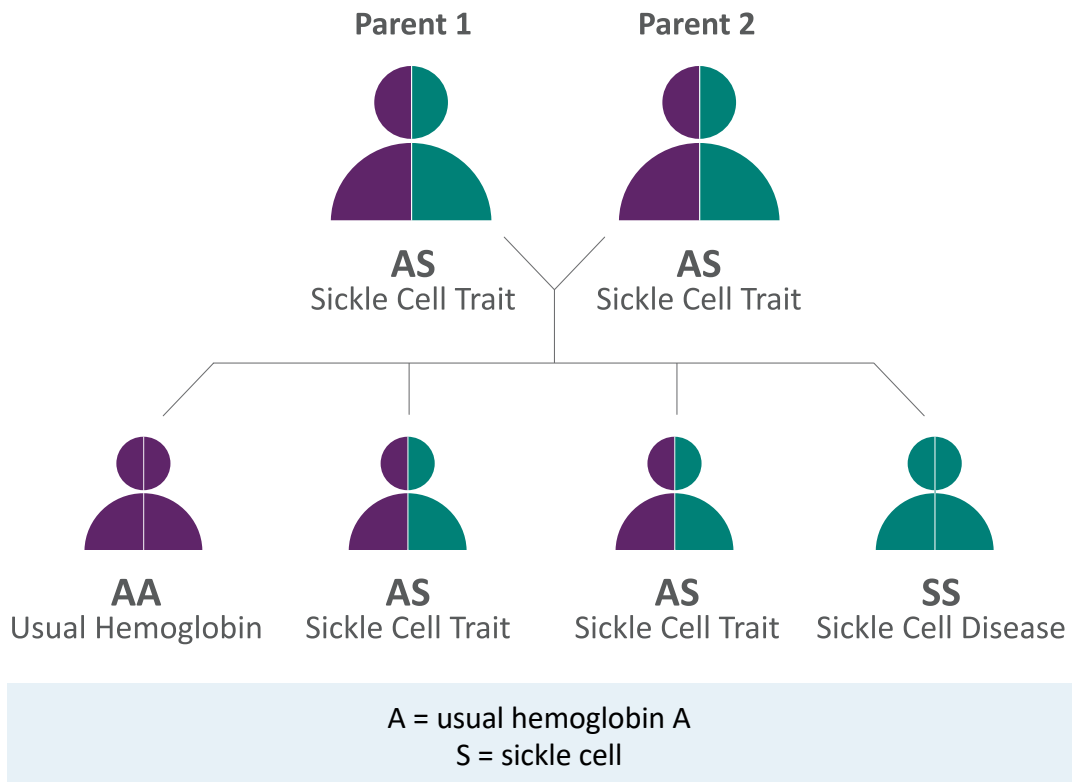 Parent 1
Parent 2
AS
Sickle Cell Trait
AS
Sickle Cell Trait
AA
Usual Hemoglobin
AS
Sickle Cell Trait
AS
Sickle Cell Trait
SS
Sickle Cell Disease
A = usual hemoglobin A
S = sickle cell